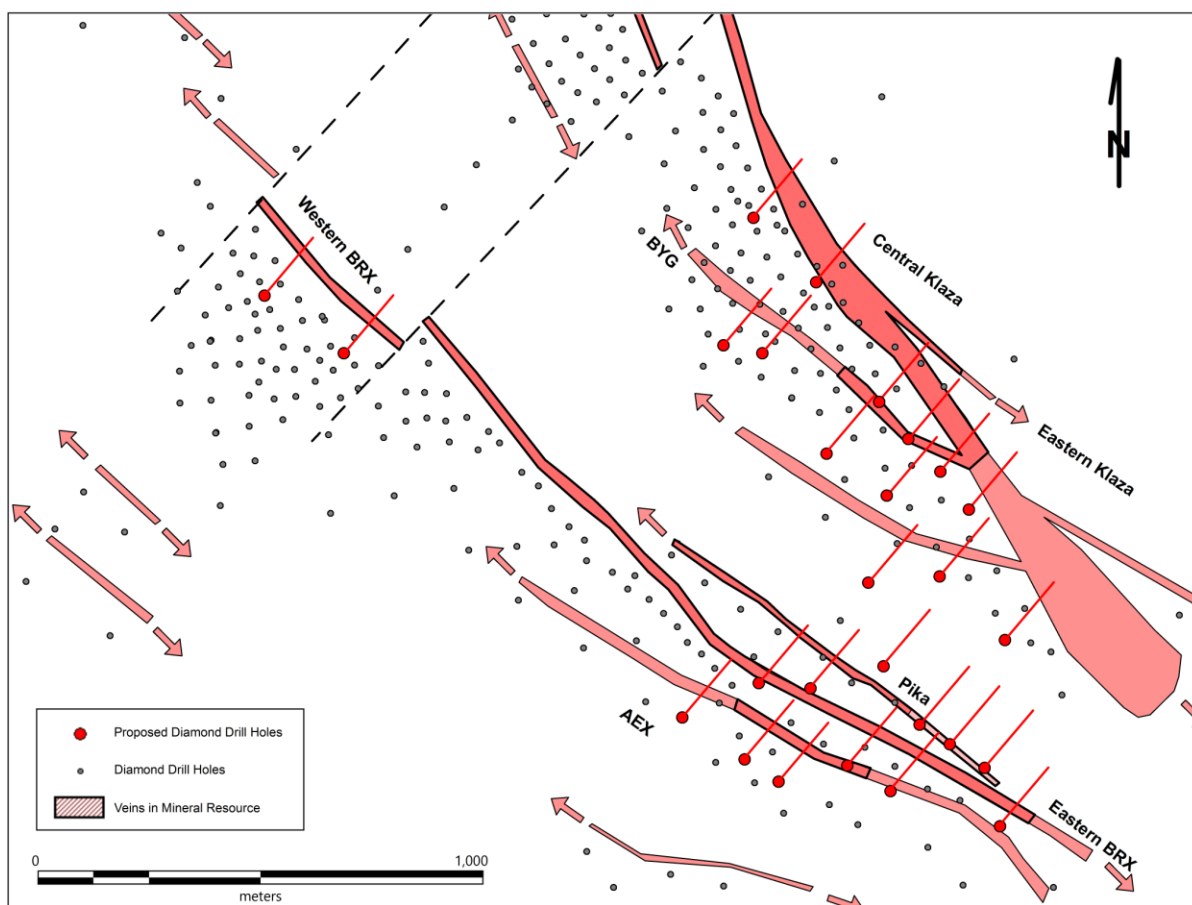 N
Western BRX
BYG
Central Klaza
Eastern Klaza
Pika
AEX
Eastern BRX
Proposed Diamond Drill Holes
Diamond Drill Holes
Veins in Mineral Resource
0
1,000
meters